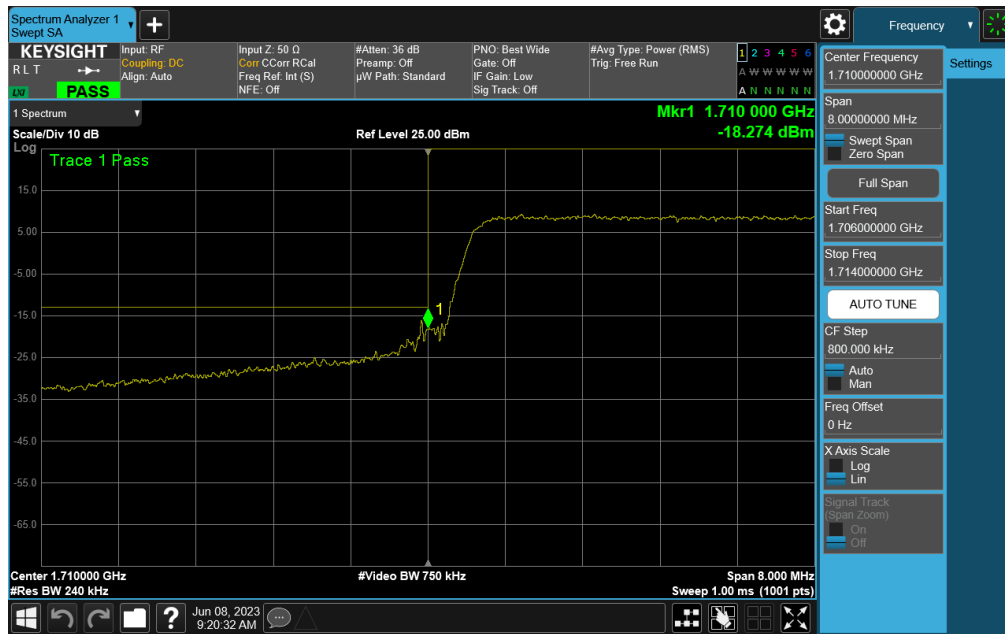 Spectrum Analyzer 1
Swept SA
Frequency
KEYSIGHT
R L T
LXI
PASS
Input: RF
Coupling: DC
Align: Auto
Input Z: 50 Ω
Corr CCorr RCal
Freq Ref: Int (S)
NFE: Off
#Atten: 36 dB
Preamp: Off
µW Path: Standard
PNO: Best Wide
Gate: Off
IF Gain: Low
Sig Track: Off
#Avg Type: Power (RMS)
Trig: Free Run
1 2 3 4 5 6
A W W W W W
A N N N N N
1 Spectrum
Mkr1 1.710 000 GHz
Scale/Div 10 dB
Ref Level 25.00 dBm
-18.274 dBm
Log
Trace 1 Pass
15.0
5.00
-5.00
-15.0
-25.0
-35.0
-45.0
-55.0
-65.0
1
Center 1.710000 GHz
#Video BW 750 kHz
Span 8.000 MHz
#Res BW 240 kHz
Sweep 1.00 ms (1001 pts)
Jun 08, 2023
9:20:32 AM
Center Frequency
1.710000000 GHz
Settings
Span
8.00000000 MHz
Swept Span
Zero Span
Full Span
Start Freq
1.706000000 GHz
Stop Freq
1.714000000 GHz
AUTO TUNE
CF Step
800.000 kHz
Auto
Man
Freq Offset
0 Hz
X Axis Scale
Log
Lin
Signal Track
(Span Zoom)
On
Off